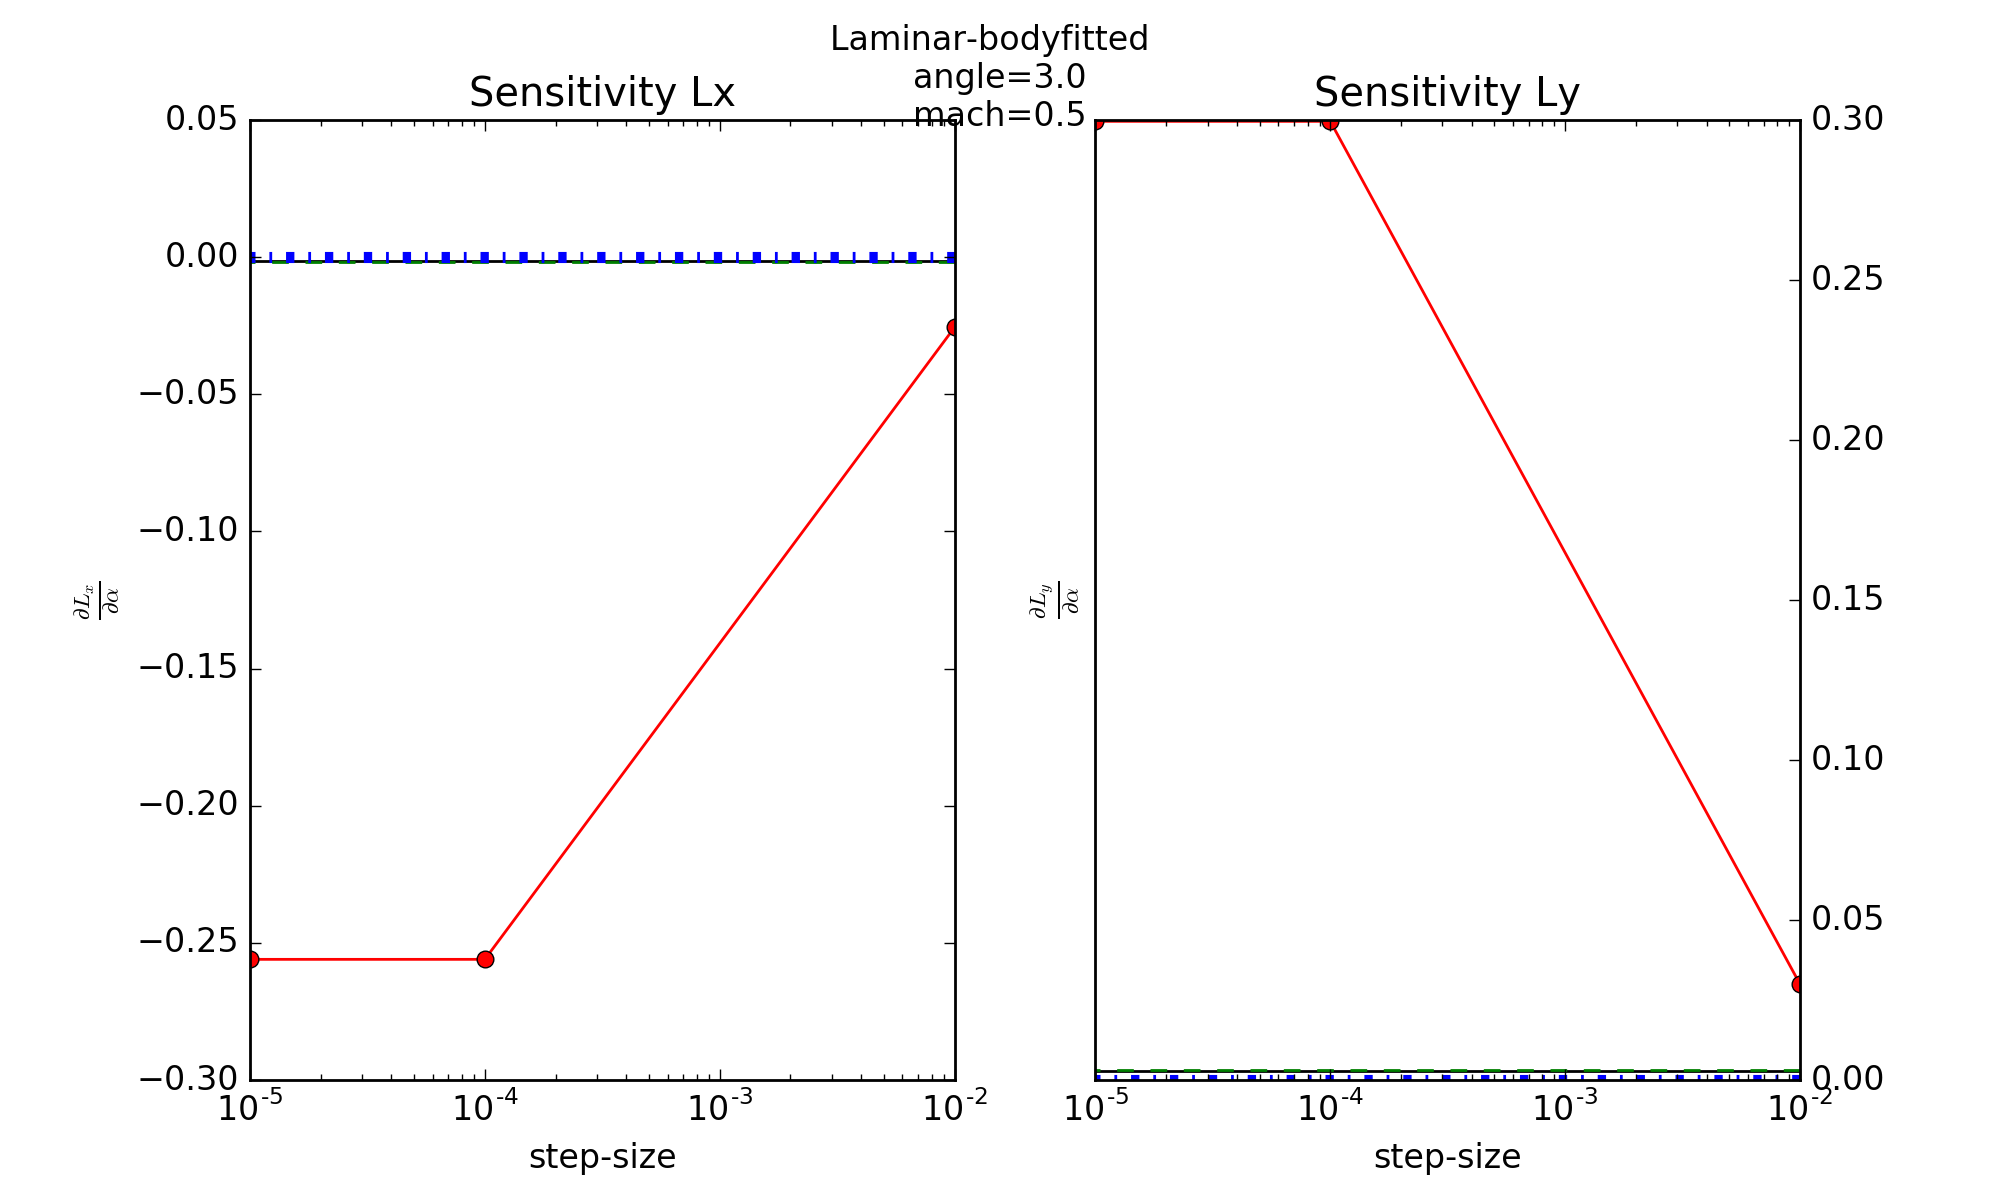 Laminar-bodyfitted
angle=3.0
mach=0.5
Sensitivity Lx
0.05
0.00
−0.05
−0.10
−0.15
−0.20
−0.25
−0.30
∂Lx/∂α
10-5 10-4 10-3 10-2
step-size
Sensitivity Ly
0.30
0.25
0.20
0.15
0.10
0.05
0.00
∂Ly/∂α
10-5 10-4 10-3 10-2
step-size